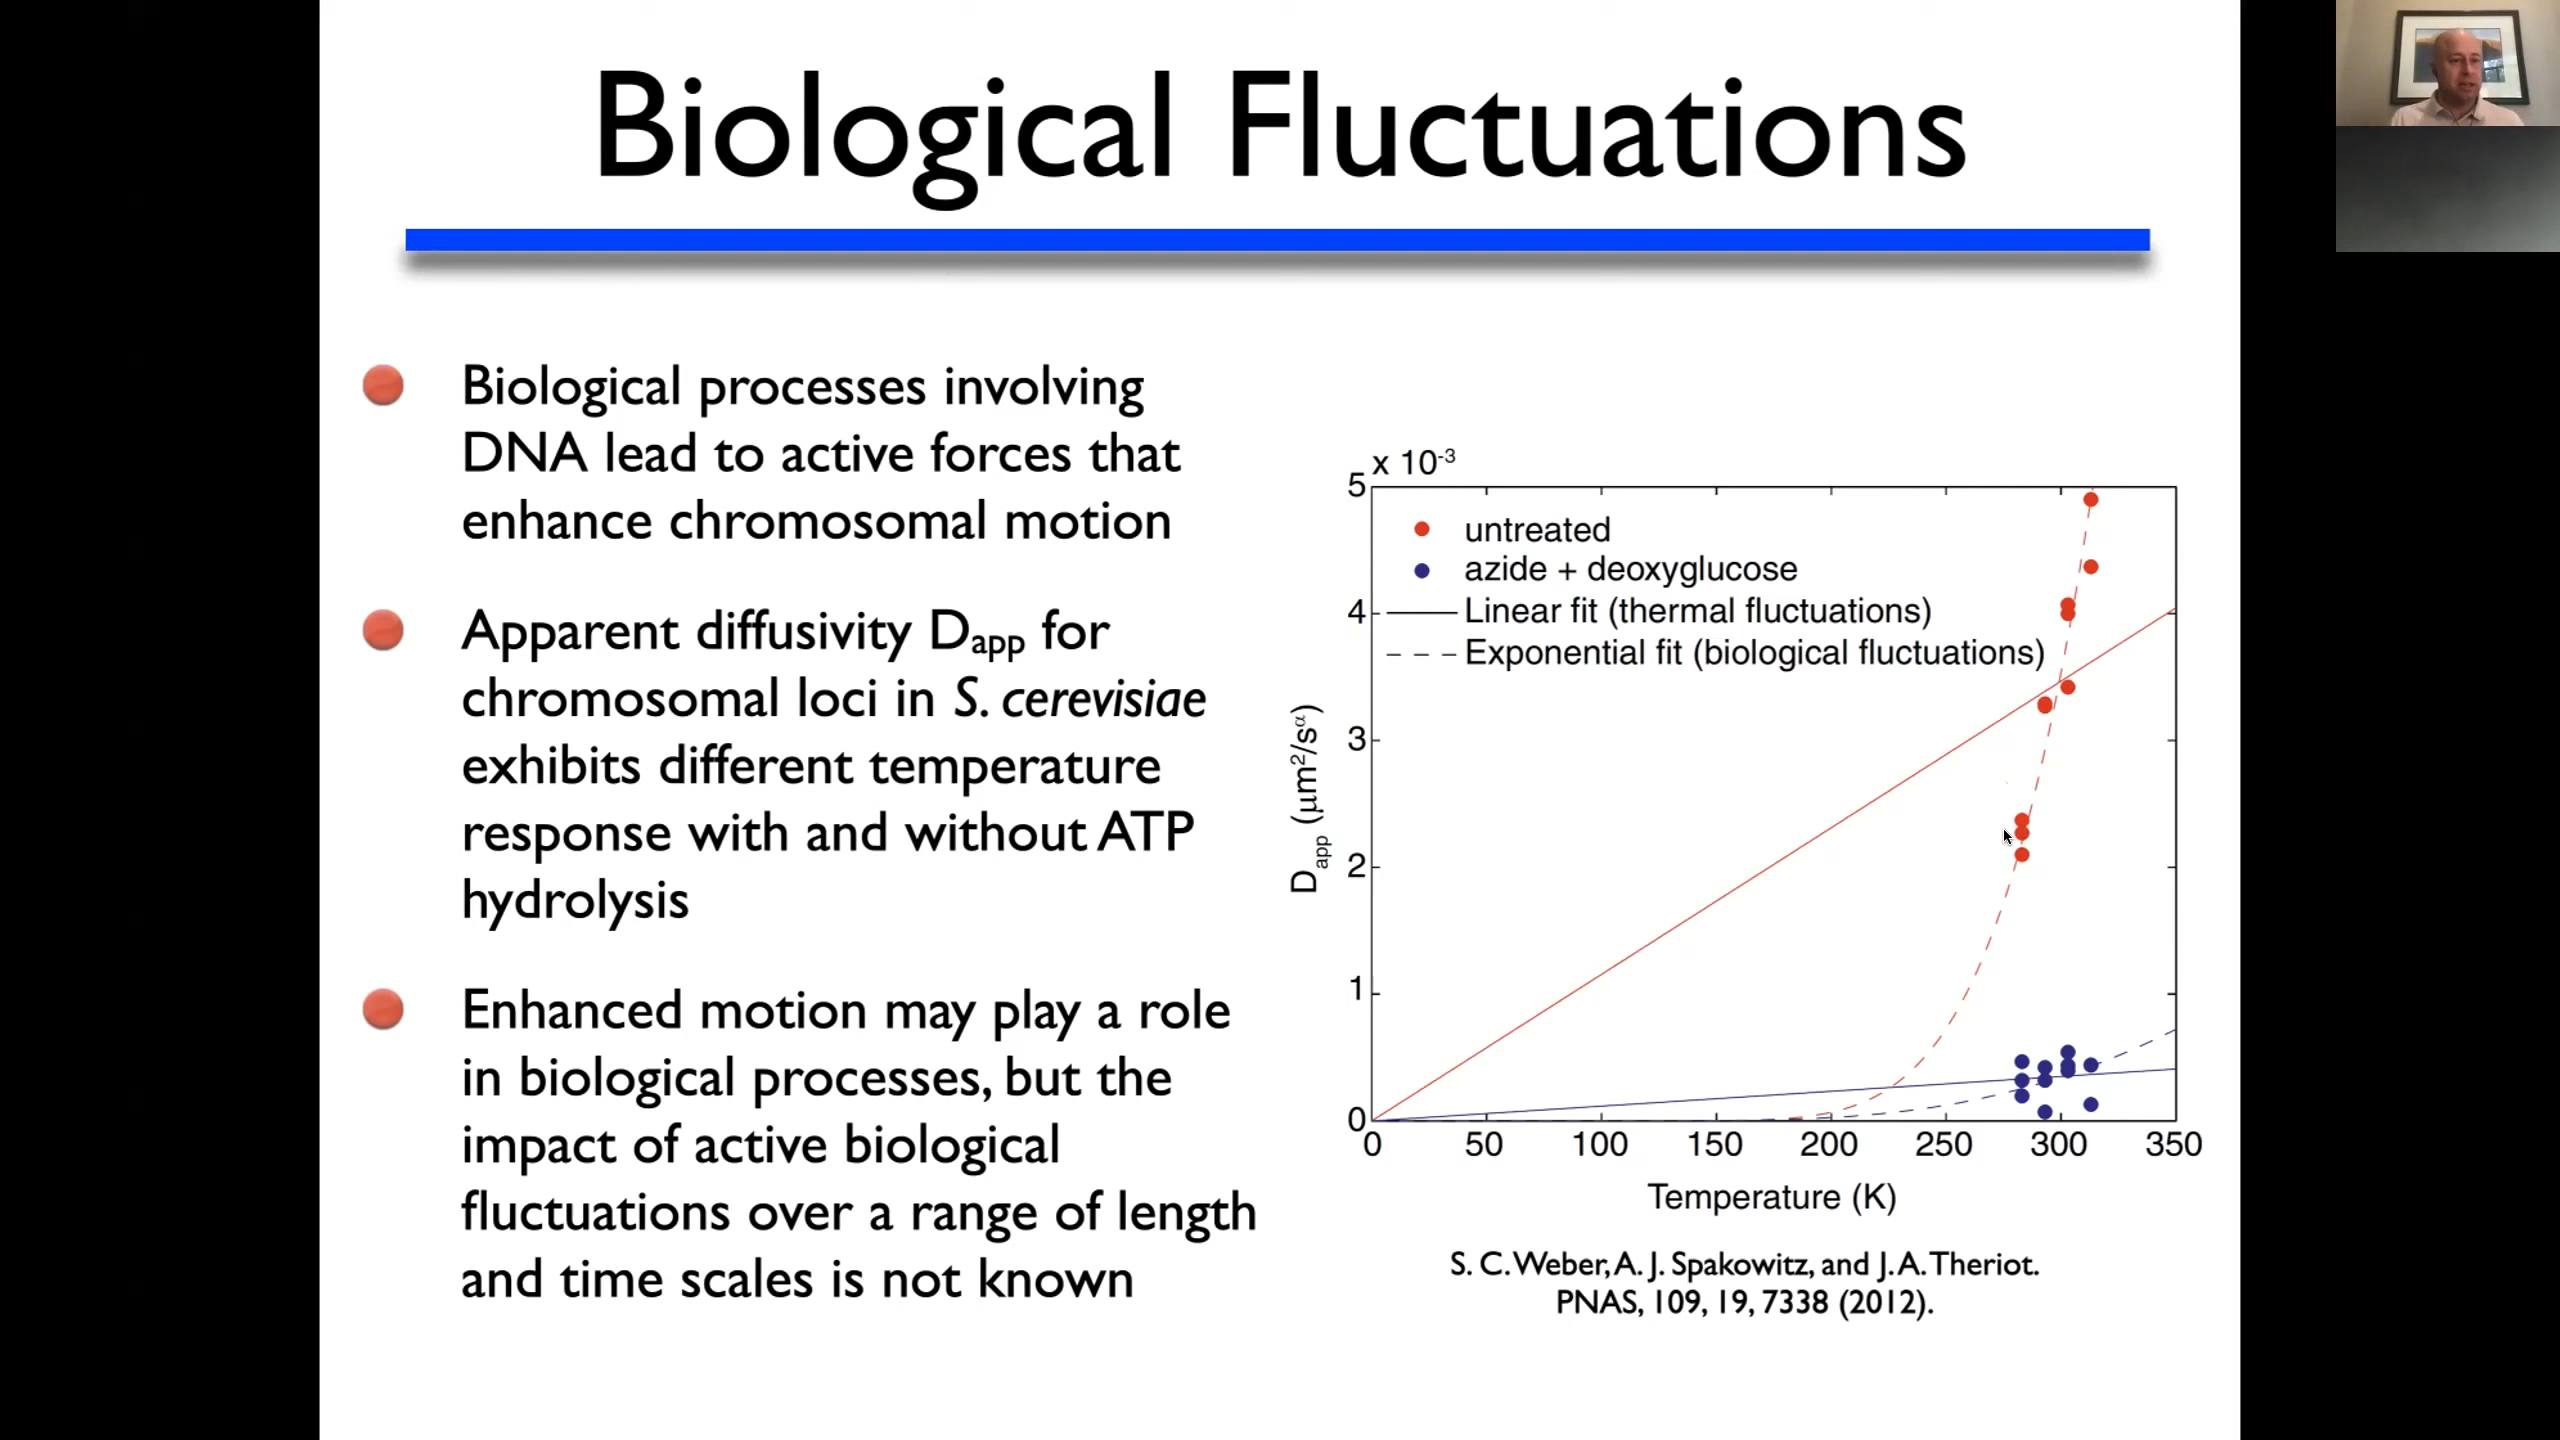 Biological Fluctuations
Biological processes involving
DNA lead to active forces that
enhance chromosomal motion
Apparent diffusivity Dapp for
chromosomal loci in S. cerevisiae
exhibits different temperature
response with and without ATP
hydrolysis
Enhanced motion may play a role
in biological processes, but the
impact of active biological
fluctuations over a range of length
and time scales is not known
x 10-3
5
4
3
2
1
0
Dapp (μm2/sα)
untreated
azide + deoxyglucose
Linear fit (thermal fluctuations)
Exponential fit (biological fluctuations)
0 50 100 150 200 250 300 350
Temperature (K)
S. C. Weber, A. J. Spakowitz, and J. A. Theriot.
PNAS, 109, 19, 7338 (2012).